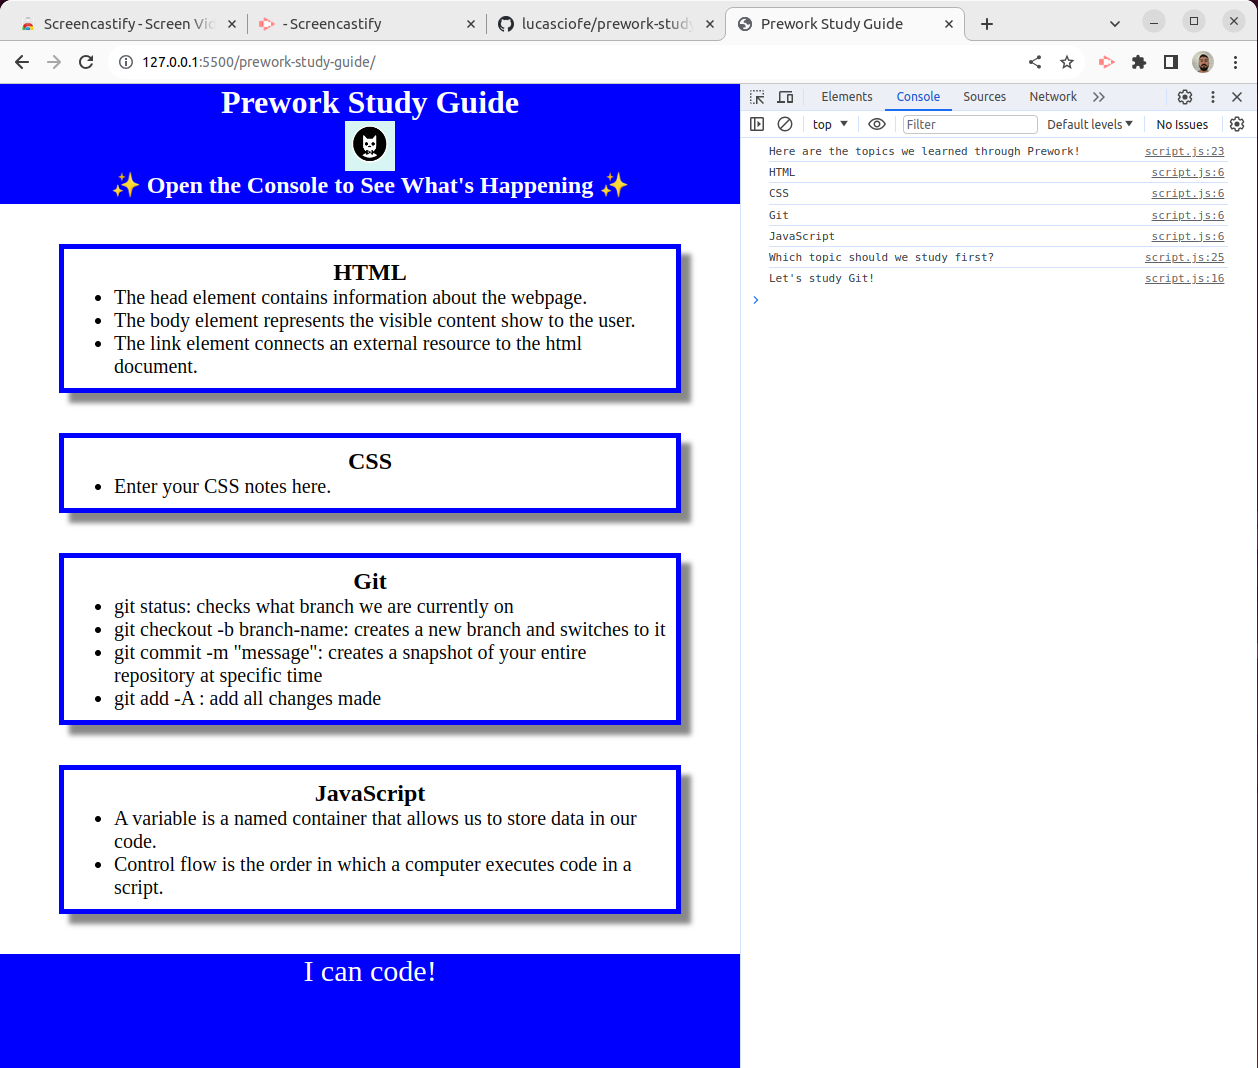 Screencastify - Screen Vid
- Screencastify
lucasciofe/prework-study
Prework Study Guide
127.0.0.1:5500/prework-study-guide/
Prework Study Guide
✨ Open the Console to See What's Happening ✨
HTML
• The head element contains information about the webpage.
• The body element represents the visible content show to the user.
• The link element connects an external resource to the html
document.
CSS
• Enter your CSS notes here.
Git
• git status: checks what branch we are currently on
• git checkout -b branch-name: creates a new branch and switches to it
• git commit -m "message": creates a snapshot of your entire
repository at specific time
• git add -A : add all changes made
JavaScript
• A variable is a named container that allows us to store data in our
code.
• Control flow is the order in which a computer executes code in a
script.
I can code!
Elements Console Sources Network
top Filter Default levels No Issues
Here are the topics we learned through Prework! script.js:23
HTML script.js:6
CSS script.js:6
Git script.js:6
JavaScript script.js:6
Which topic should we study first? script.js:25
Let's study Git! script.js:16